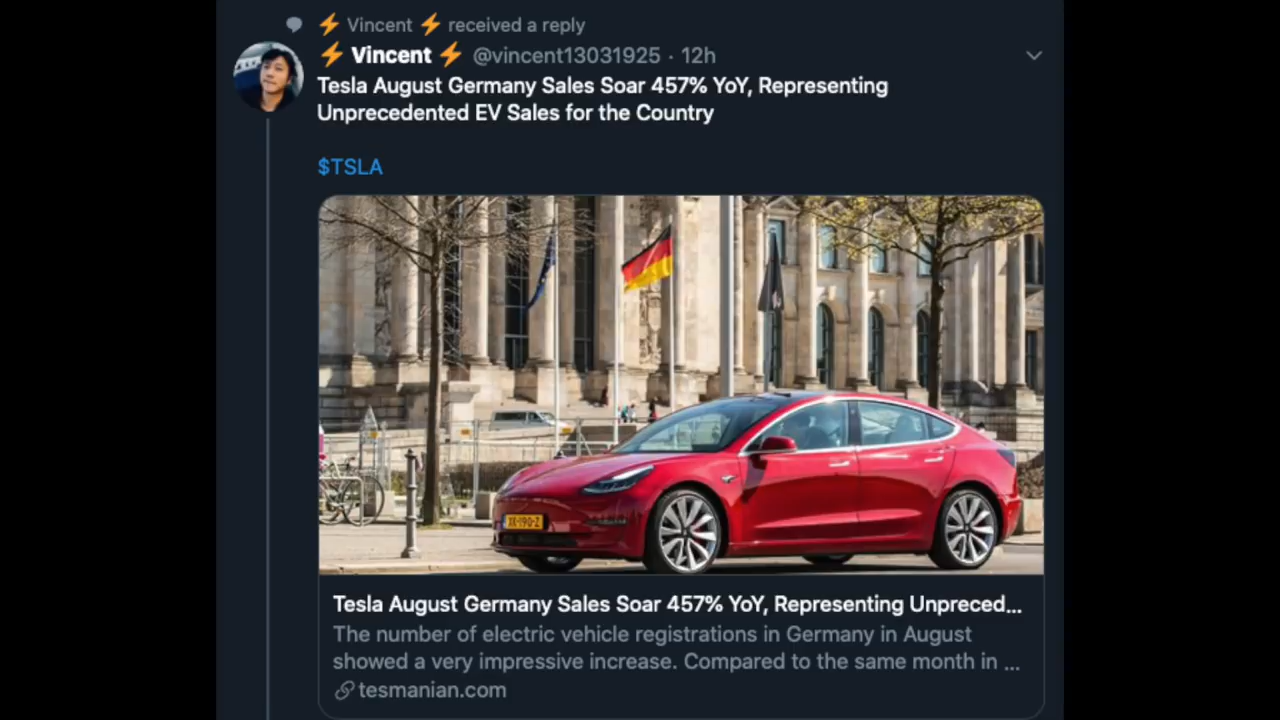 ⚡ Vincent ⚡ received a reply
⚡ Vincent ⚡ @vincent13031925 · 12h
Tesla August Germany Sales Soar 457% YoY, Representing
Unprecedented EV Sales for the Country
$TSLA
XK-190-Z
Tesla August Germany Sales Soar 457% YoY, Representing Unpreced...
The number of electric vehicle registrations in Germany in August
showed a very impressive increase. Compared to the same month in ...
tesmanian.com